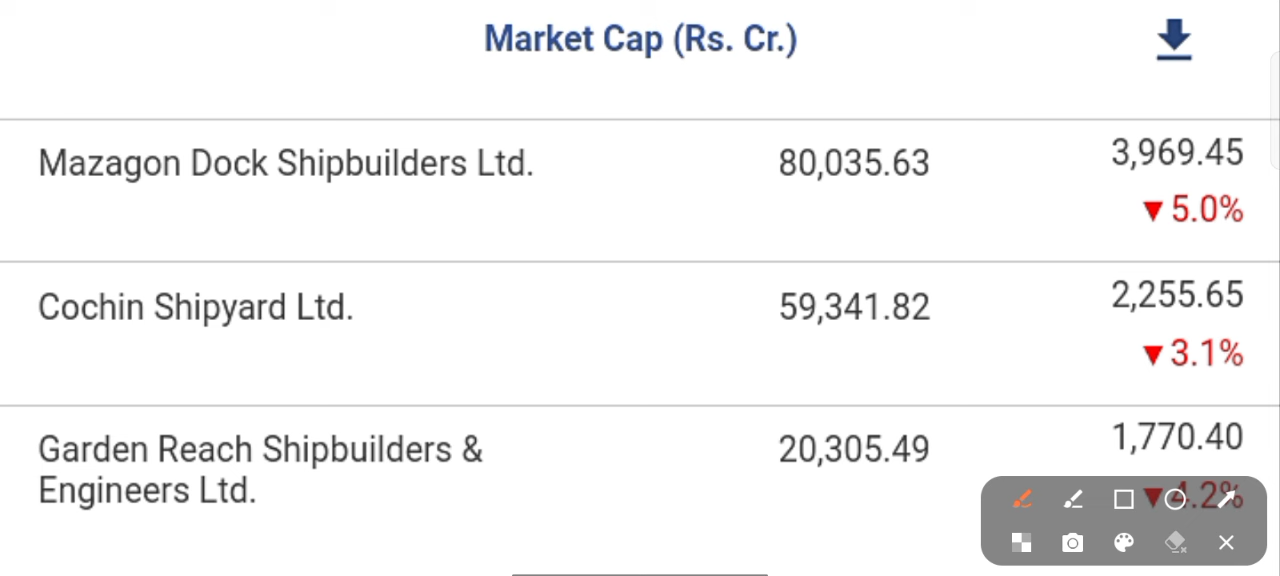 Market Cap (Rs. Cr.)
Mazagon Dock Shipbuilders Ltd. 80,035.63 3,969.45
▼5.0%
Cochin Shipyard Ltd. 59,341.82 2,255.65
▼3.1%
Garden Reach Shipbuilders & 20,305.49 1,770.40
Engineers Ltd. ▼4.2%